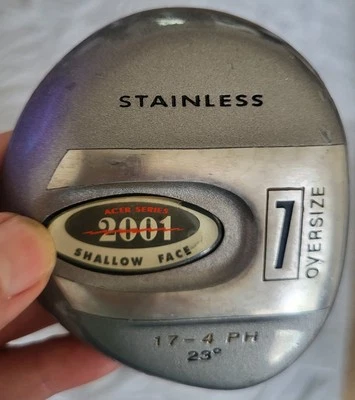 STAINLESS
ACER SERIES
2001
SHALLOW FACE
7
OVERSIZE
17-4 PH
23°